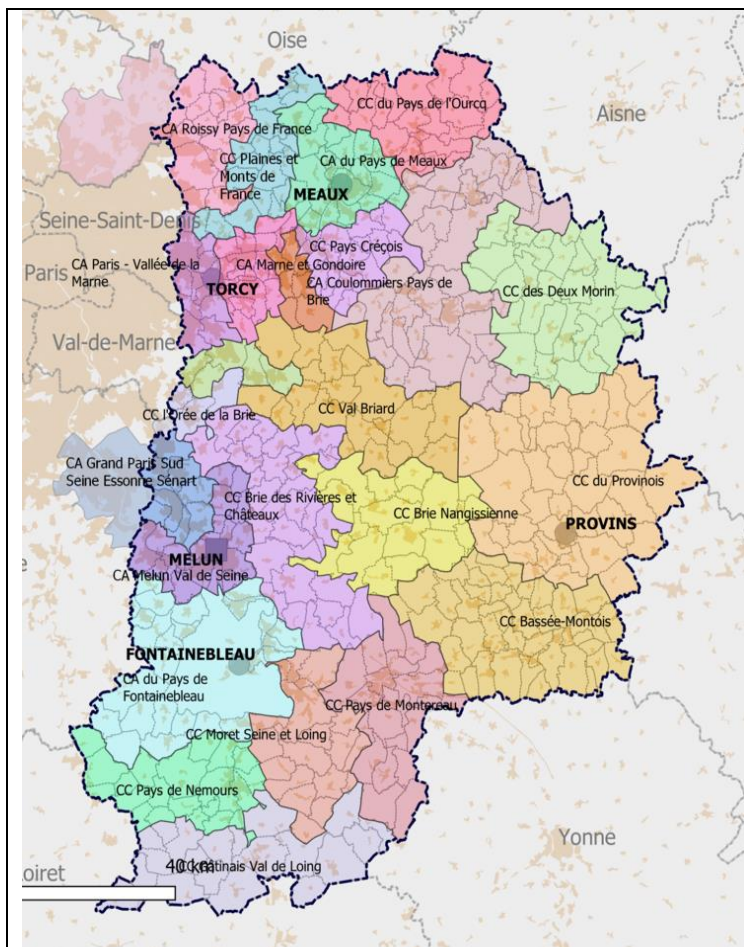 Oise
Aisne
CC du Pays de l'Ourcq
CA Roissy Pays de France
CC Plaines et
Monts de
France
CA du Pays de Meaux
MEAUX
Seine-Saint-Denis
CC Pays Créçois
CA Paris - Vallée de la
Marne
CA Marne et Gondoire
Paris
TORCY
CA Coulommiers Pays de
Brie
CC des Deux Morin
Val-de-Marne
CC l'Orée de la Brie
CC Val Briard
CA Grand Paris Sud
Seine Essonne Sénart
CC du Provinois
CC Brie des Rivières et
Châteaux
CC Brie Nangissienne
PROVINS
MELUN
CA Melun Val de Seine
CC Bassée-Montois
FONTAINEBLEAU
CA du Pays de
Fontainebleau
CC Pays de Montereau
CC Moret Seine et Loing
CC Pays de Nemours
Yonne
40 km
Val de Loing